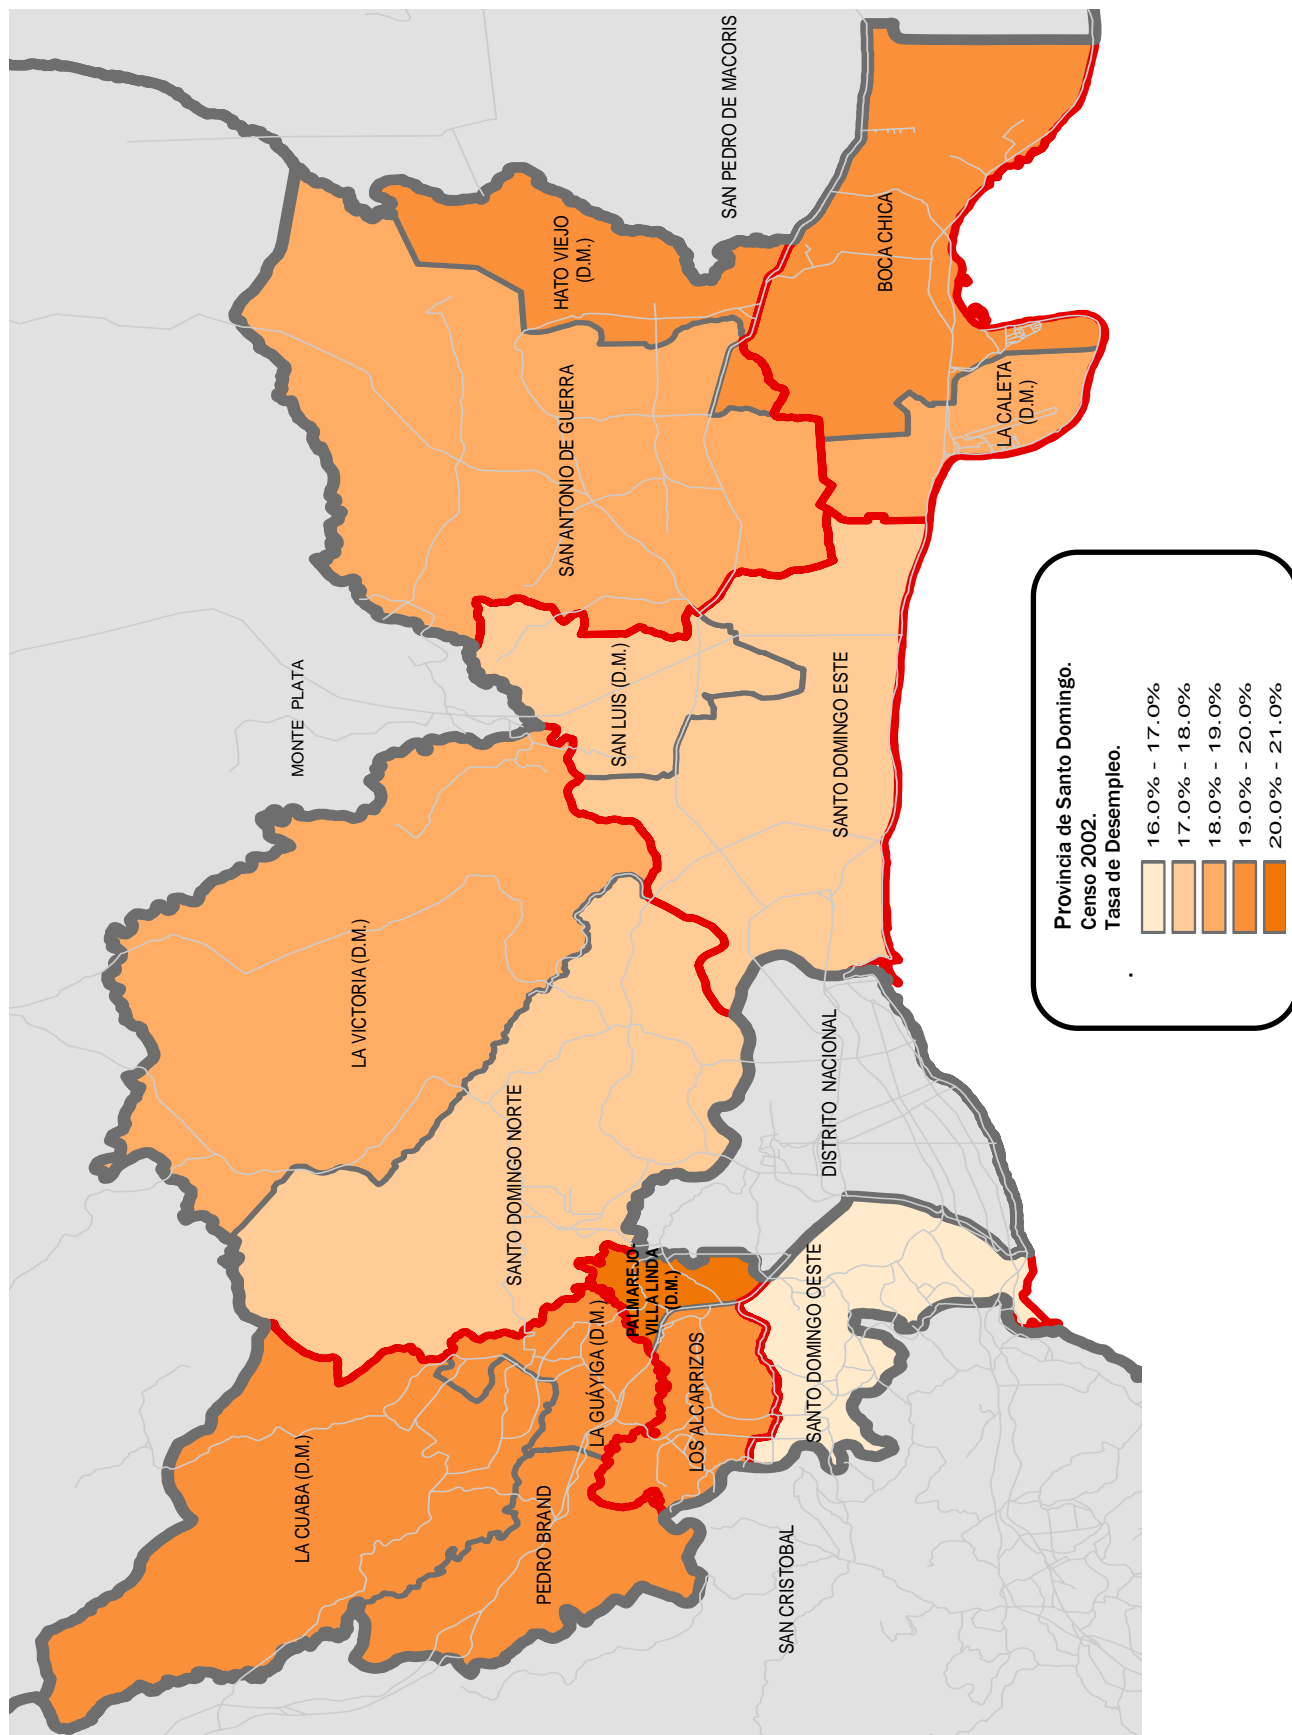 LA CUABA (D.M.)
PEDRO BRAND
LA GUÁYIGA (D.M.)
LOS ALCARRIZOS
PALMAREJO-
VILLA LINDA
(D.M.)
SANTO DOMINGO OESTE
SAN CRISTOBAL
SANTO DOMINGO NORTE
LA VICTORIA (D.M.)
DISTRITO NACIONAL
MONTE PLATA
SAN LUIS (D.M.)
SANTO DOMINGO ESTE
SAN ANTONIO DE GUERRA
HATO VIEJO
(D.M.)
SAN PEDRO DE MACORIS
BOCA CHICA
LA CALETA
(D.M.)
Provincia de Santo Domingo.
Censo 2002.
Tasa de Desempleo.
.
16.0% - 17.0%
17.0% - 18.0%
18.0% - 19.0%
19.0% - 20.0%
20.0% - 21.0%